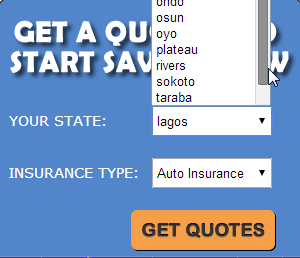 ondo
GET A QUO
osun
oyo
START SAV
W
plateau
rivers
sokoto
taraba
YOUR STATE: lagos
INSURANCE TYPE: Auto Insurance
GET QUOTES